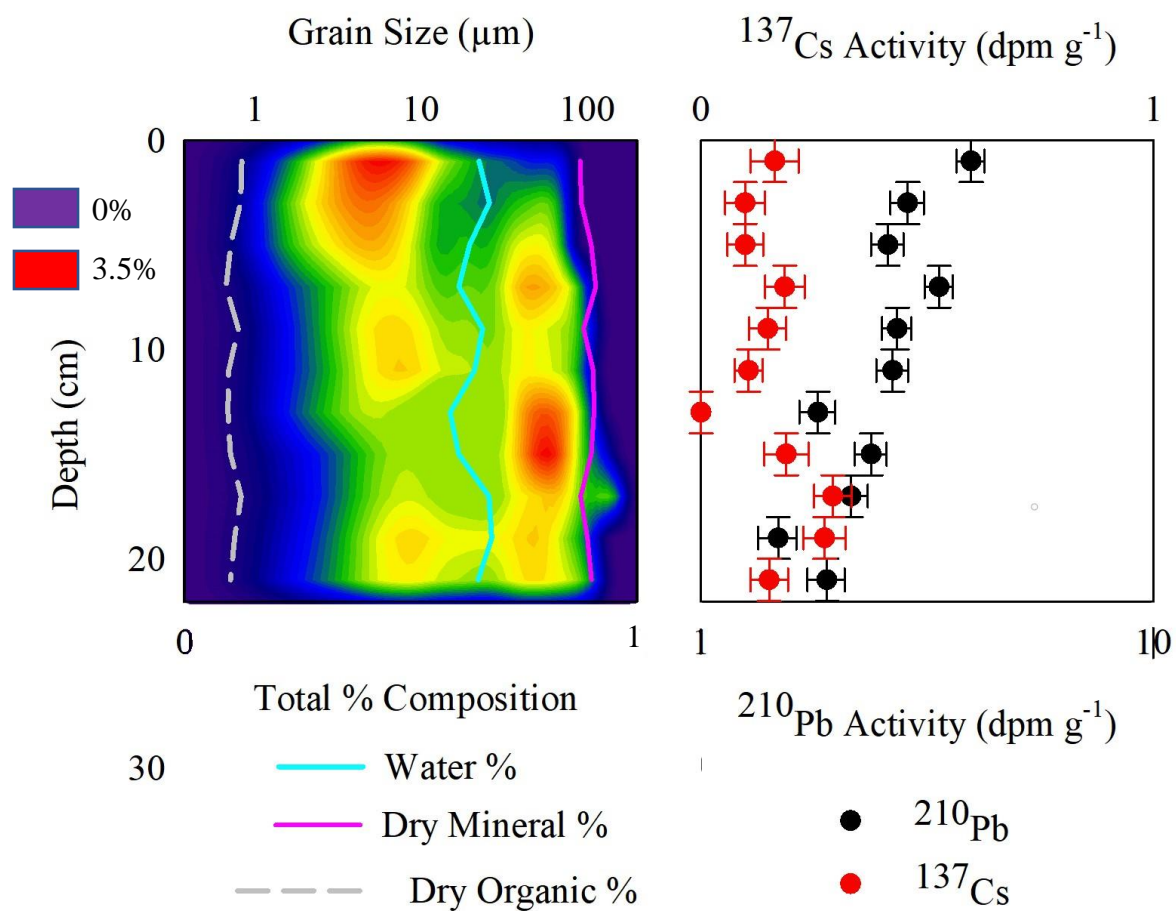 Grain Size (µm)
137Cs Activity (dpm g-1)
1 10 100
0 1
0
10
20
30
0%
3.5%
Depth (cm)
0 1
1 10
Total % Composition
210Pb Activity (dpm g-1)
Water %
Dry Mineral %
Dry Organic %
210Pb
137Cs